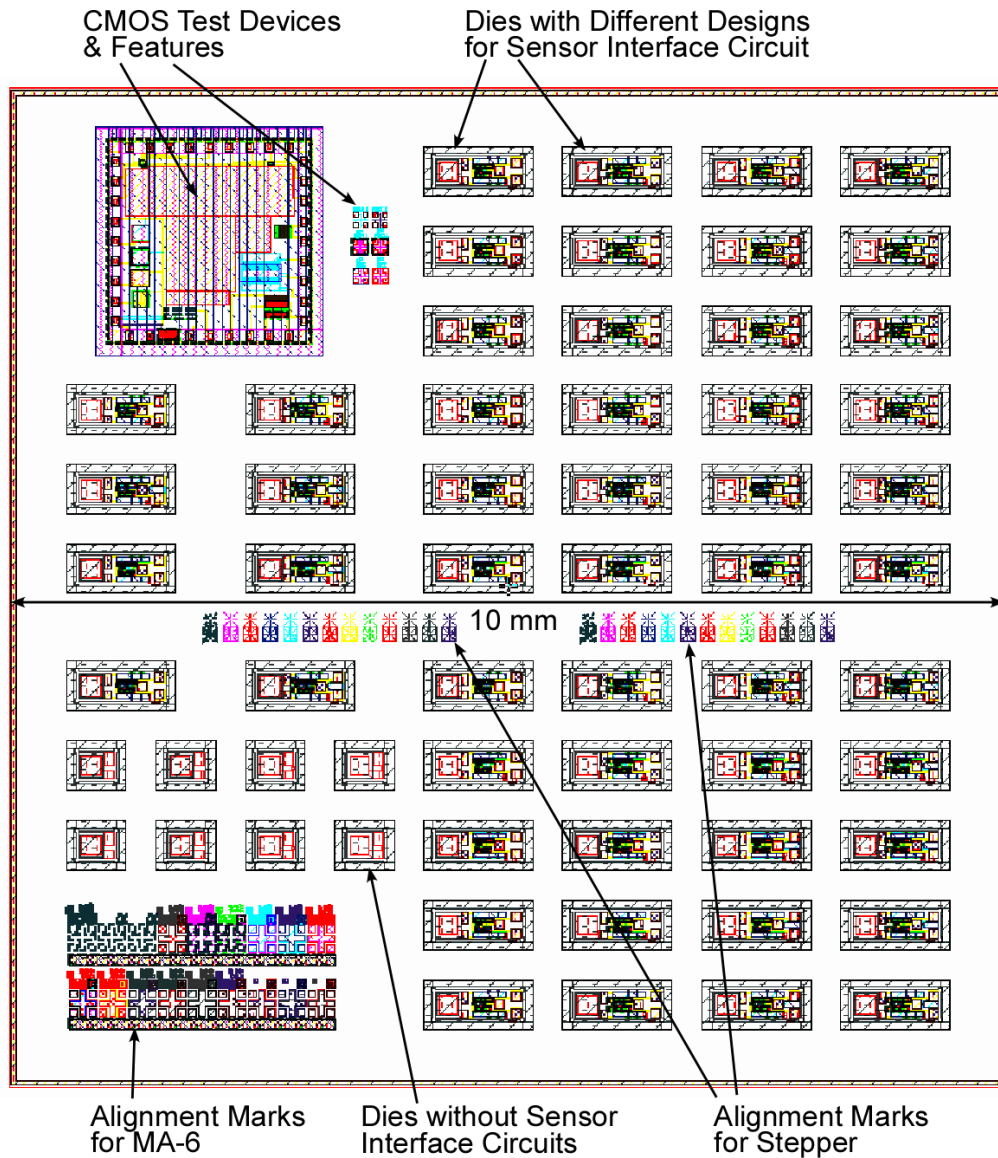 CMOS Test Devices
& Features
Dies with Different Designs
for Sensor Interface Circuit
10 mm
Alignment Marks
for MA-6
Dies without Sensor
Interface Circuits
Alignment Marks
for Stepper